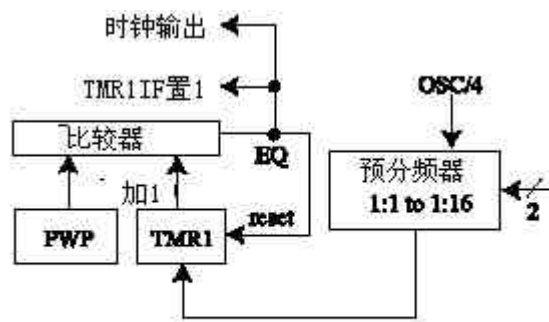 时钟输出
TMR1IF置1
OSC/4
比较器
EQ
预分频器
1:1 to 1:16
加1
reset
2
PWP
TMR1